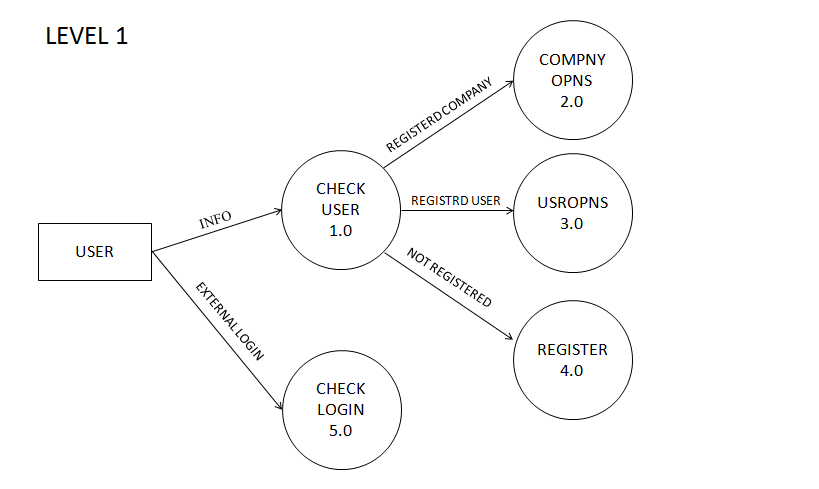 LEVEL 1
COMPNY
OPNS
2.0
REGISTERD COMPANY
CHECK
USER
1.0
REGISTRD USER
USROPNS
3.0
INFO
USER
NOT REGISTERED
EXTERNAL LOGIN
REGISTER
4.0
CHECK
LOGIN
5.0